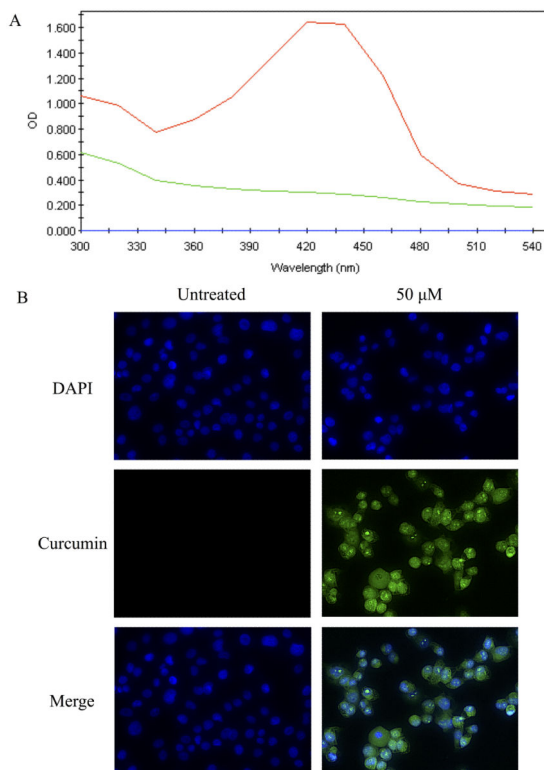 A
1.600
1.400
1.200
1.000
0.800
0.600
0.400
0.200
0.000
OD
300 330 360 390 420 450 480 510 540
Wavelength (nm)
B
Untreated 50 μM
DAPI
Curcumin
Merge